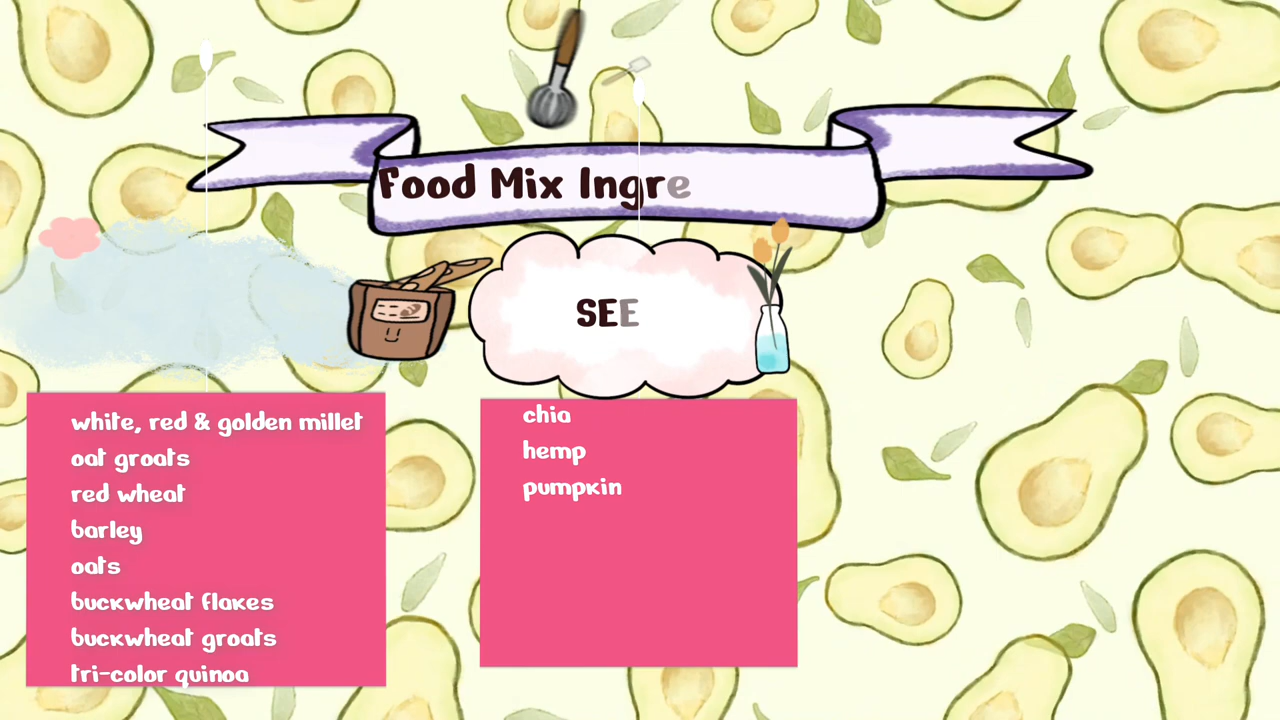 Food Mix Ingre
SEE
white, red & golden millet
oat groats
red wheat
barley
oats
buckwheat flakes
buckwheat groats
tri-color quinoa
chia
hemp
pumpkin